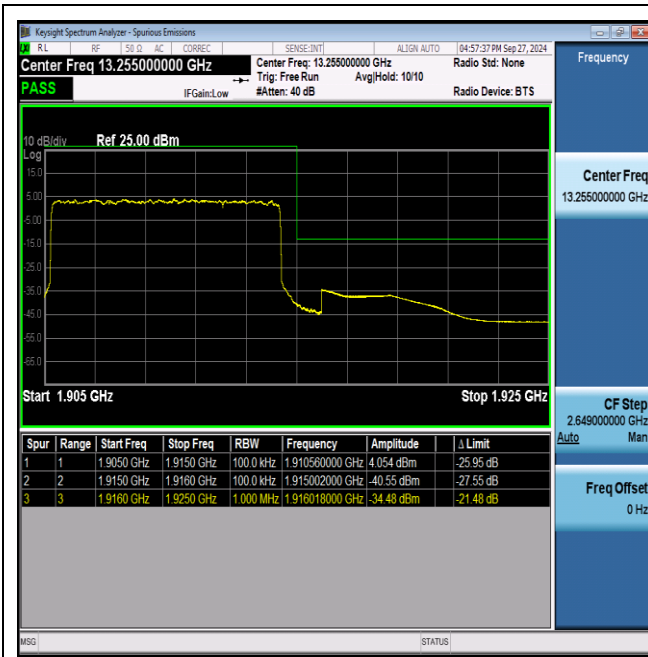 Keysight Spectrum Analyzer - Spurious Emissions
RL RF 50 Ω AC CORREC SENSE:INT ALIGN AUTO 04:57:37 PM Sep 27, 2024
Center Freq 13.255000000 GHz
PASS
IFGain:Low
Center Freq: 13.255000000 GHz
Trig: Free Run Avg|Hold: 10/10
#Atten: 40 dB
Radio Std: None
Radio Device: BTS
Frequency
10 dB/div Ref 25.00 dBm
Log
15.0
5.00
-5.00
-15.0
-25.0
-35.0
-45.0
-55.0
-65.0
Start 1.905 GHz Stop 1.925 GHz
Center Freq
13.255000000 GHz
CF Step
2.649000000 GHz
Auto Man
Freq Offset
0 Hz
Spur Range Start Freq Stop Freq RBW Frequency Amplitude Δ Limit
1 1 1.9050 GHz 1.9150 GHz 100.0 kHz 1.910560000 GHz 4.054 dBm -25.95 dB
2 2 1.9150 GHz 1.9160 GHz 100.0 kHz 1.915002000 GHz -40.55 dBm -27.55 dB
3 3 1.9160 GHz 1.9250 GHz 1.000 MHz 1.916018000 GHz -34.48 dBm -21.48 dB
MSG STATUS